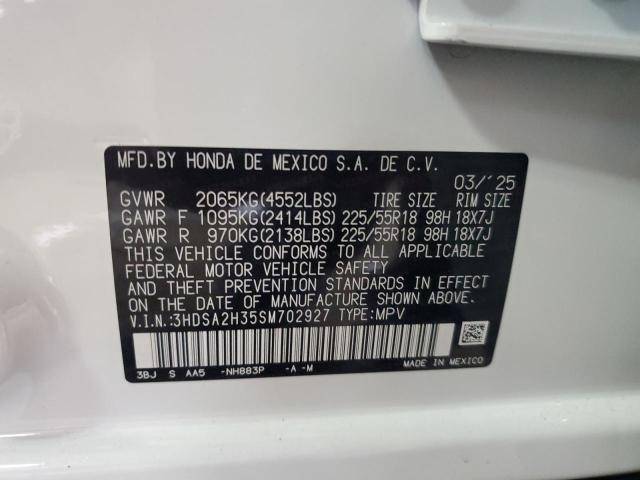 MFD.BY HONDA DE MEXICO S.A. DE C.V.
03/´25
GVWR 2065KG(4552LBS) TIRE SIZE RIM SIZE
GAWR F 1095KG(2414LBS) 225/55R18 98H 18X7J
GAWR R 970KG(2138LBS) 225/55R18 98H 18X7J
THIS VEHICLE CONFORMS TO ALL APPLICABLE
FEDERAL MOTOR VEHICLE SAFETY
AND THEFT PREVENTION STANDARDS IN EFFECT
ON THE DATE OF MANUFACTURE SHOWN ABOVE.
V.I.N.:3HDSA2H35SM702927 TYPE:MPV
3BJ S AA5 -NH883P -A -M MADE IN MEXICO